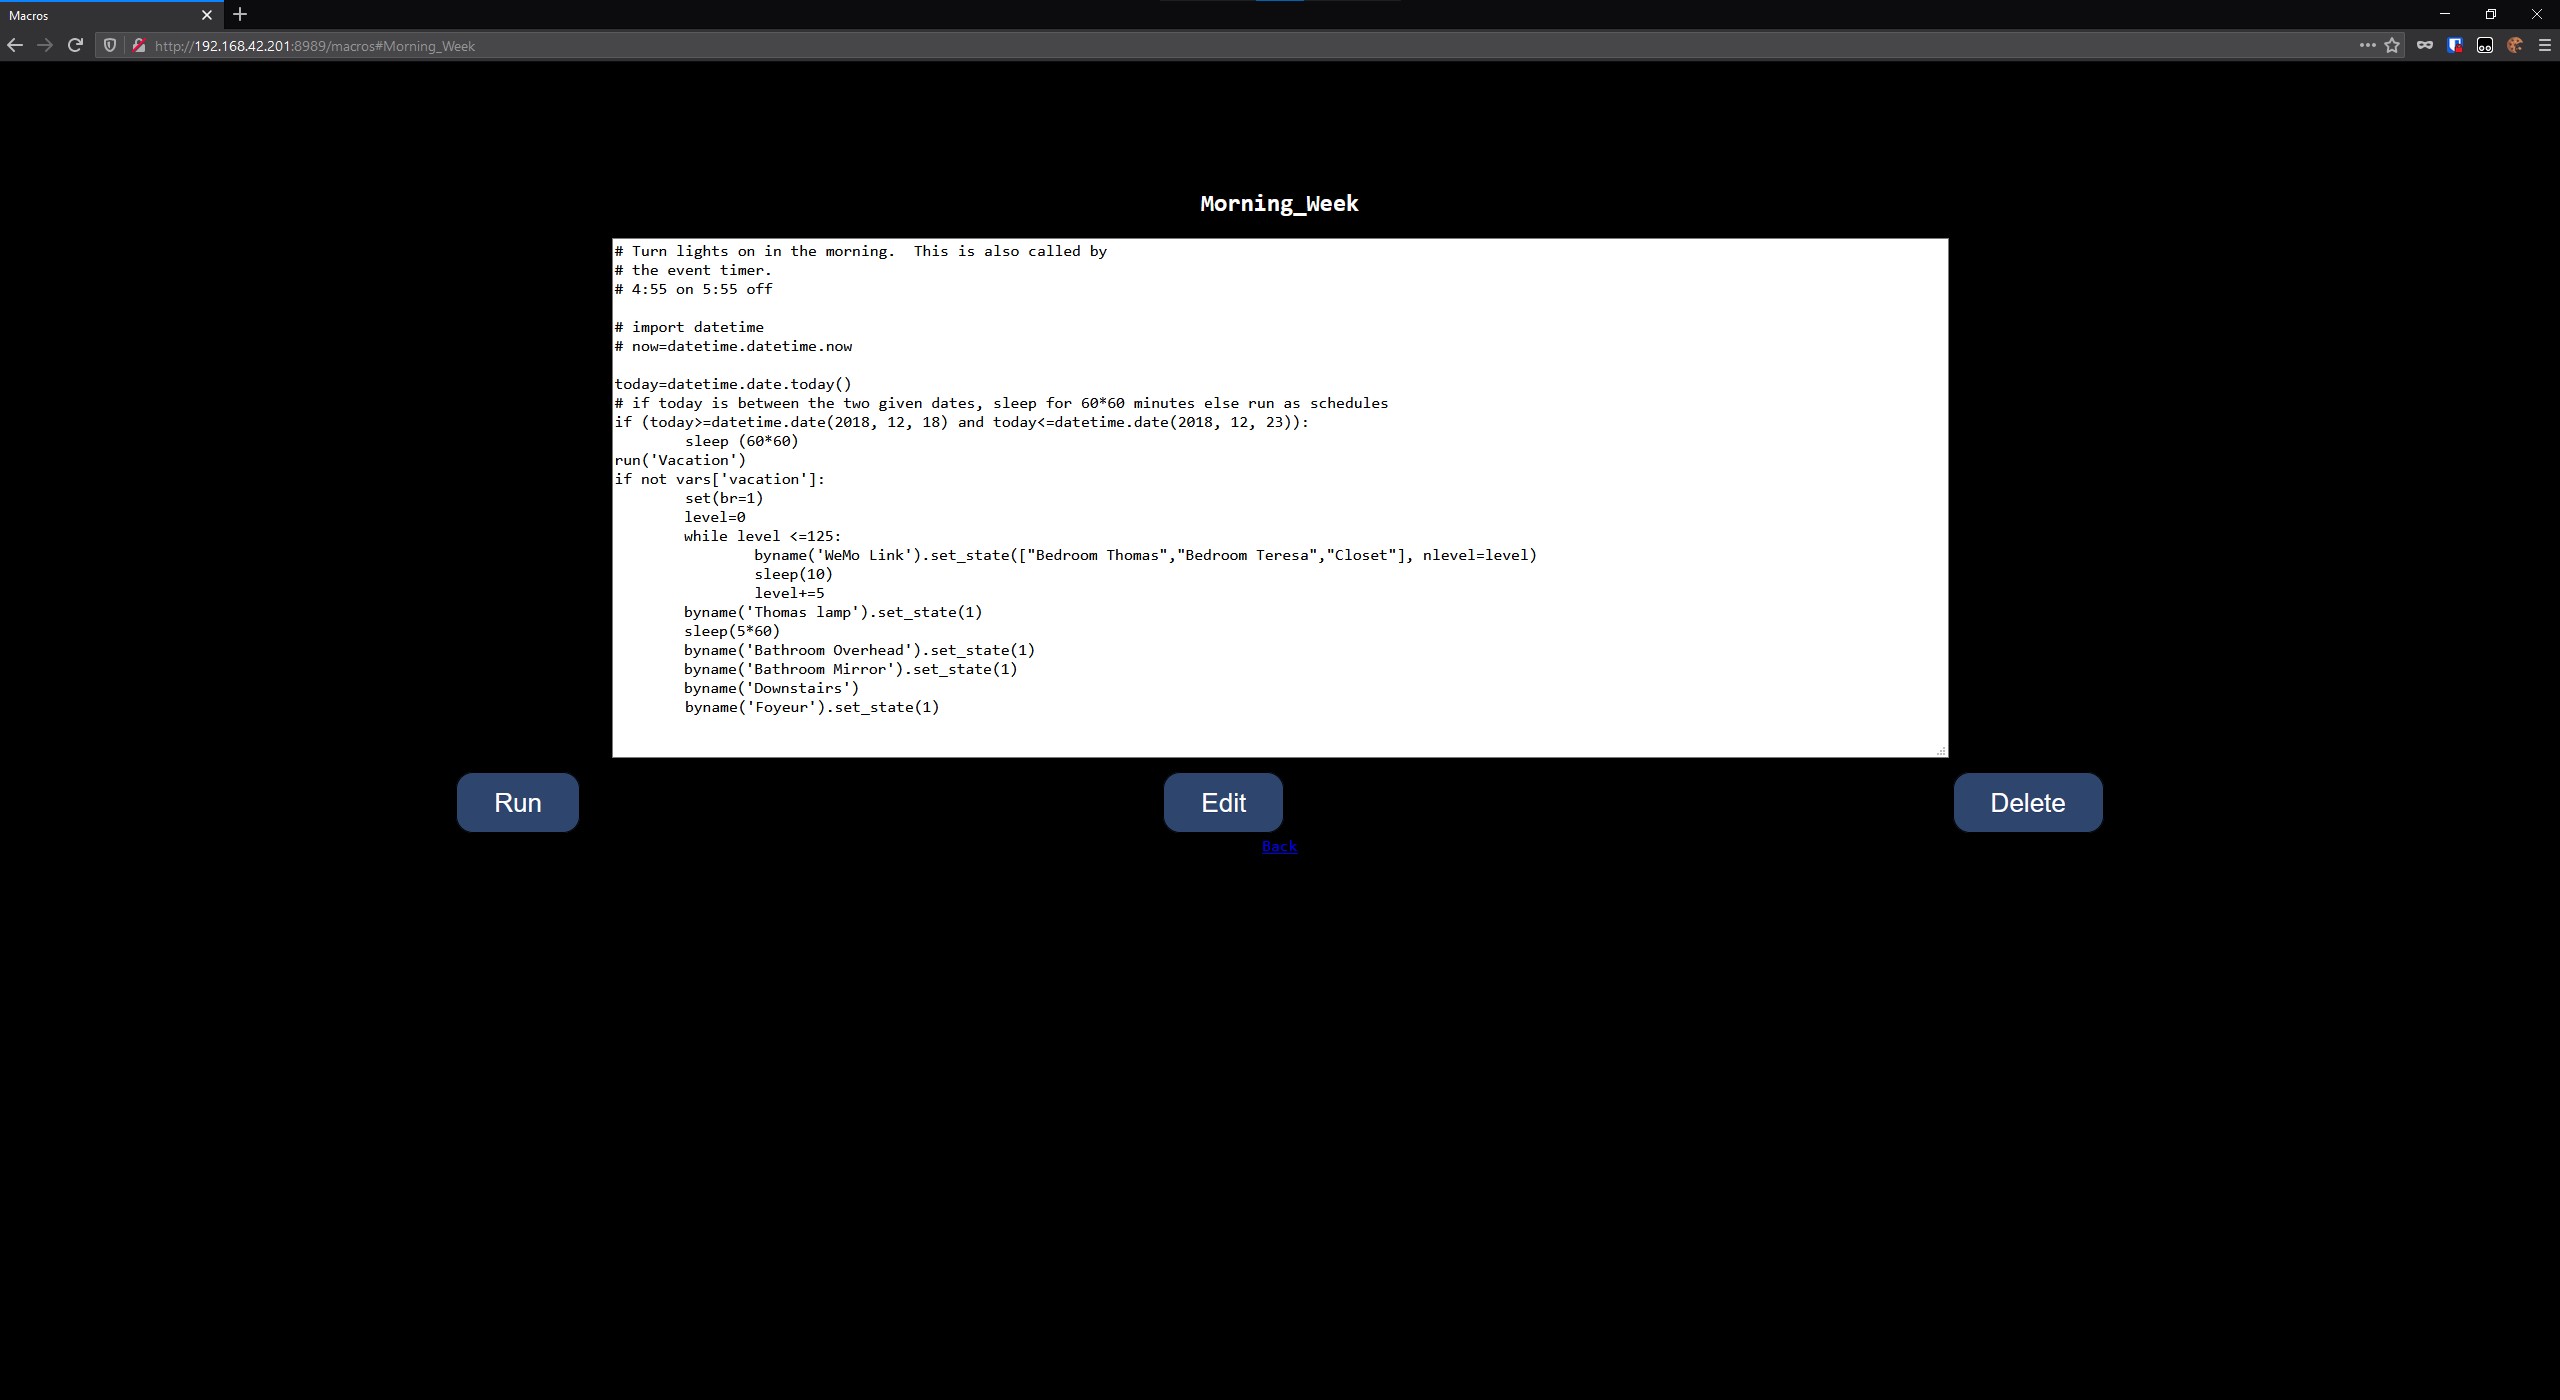 Macros
http://192.168.42.201:8989/macros#Morning_Week
Morning_Week
# Turn lights on in the morning.  This is also called by
# the event timer.
# 4:55 on 5:55 off
# import datetime
# now=datetime.datetime.now
today=datetime.date.today()
# if today is between the two given dates, sleep for 60*60 minutes else run as schedules
if (today>=datetime.date(2018, 12, 18) and today<=datetime.date(2018, 12, 23)):
        sleep (60*60)
run('Vacation')
if not vars['vacation']:
        set(br=1)
        level=0
        while level <=125:
                byname('WeMo Link').set_state(["Bedroom Thomas","Bedroom Teresa","Closet"], nlevel=level)
                sleep(10)
                level+=5
        byname('Thomas lamp').set_state(1)
        sleep(5*60)
        byname('Bathroom Overhead').set_state(1)
        byname('Bathroom Mirror').set_state(1)
        byname('Downstairs')
        byname('Foyeur').set_state(1)
Run Edit Delete
Back